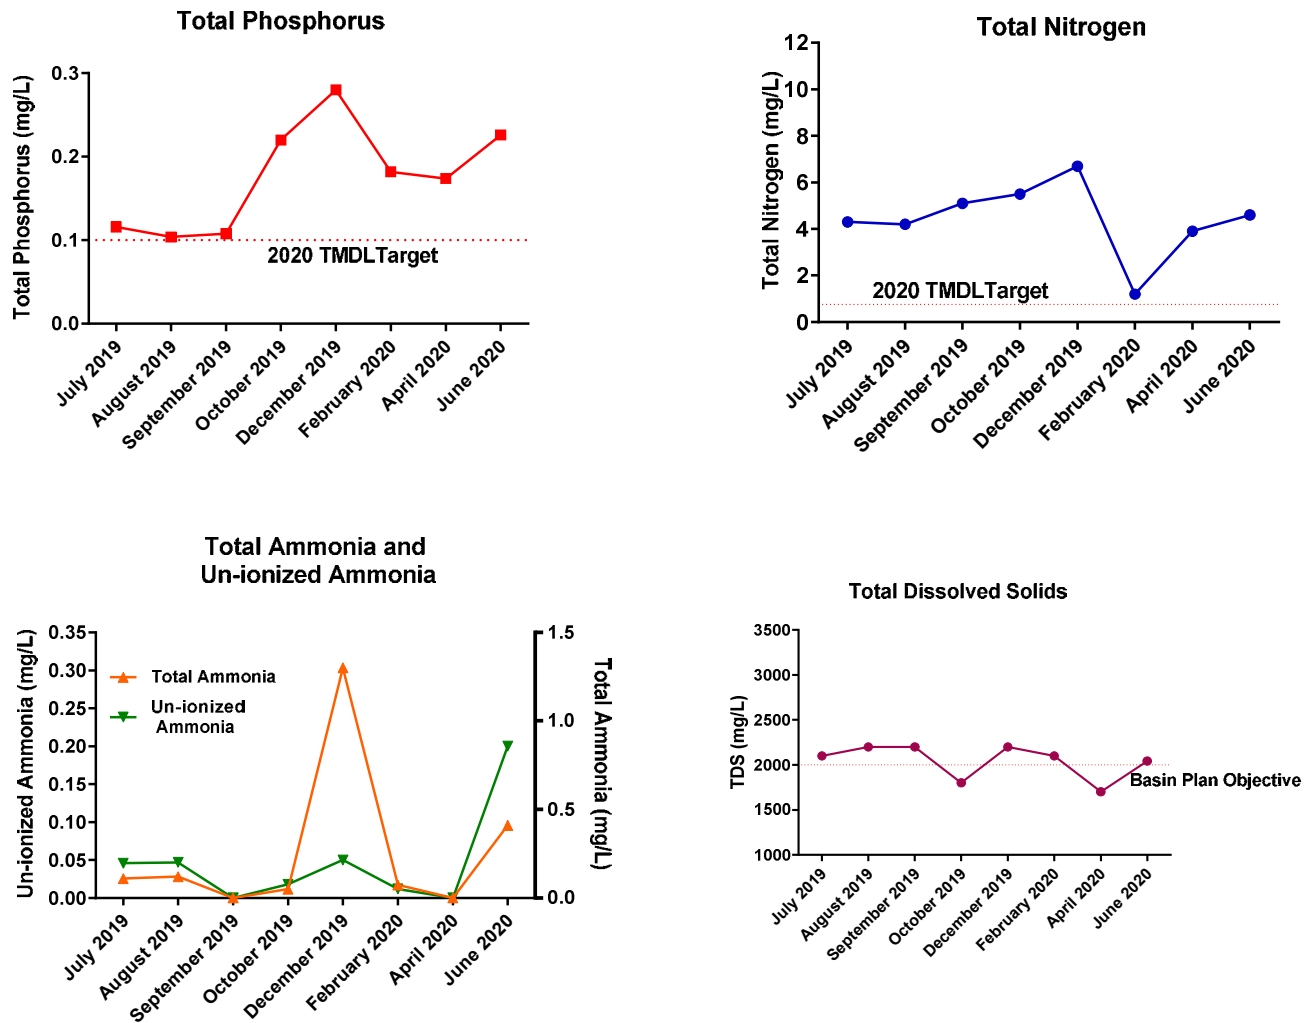 Total Phosphorus
Total Phosphorus (mg/L)
0.3
0.2
0.1
0.0
2020 TMDLTarget
July 2019
August 2019
September 2019
October 2019
December 2019
February 2020
April 2020
June 2020
Total Nitrogen
Total Nitrogen (mg/L)
12
10
8
6
4
2
0
2020 TMDLTarget
July 2019
August 2019
September 2019
October 2019
December 2019
February 2020
April 2020
June 2020
Total Ammonia and
Un-ionized Ammonia
Un-ionized Ammonia (mg/L)
0.35
0.30
0.25
0.20
0.15
0.10
0.05
0.00
Total Ammonia
Un-ionized
Ammonia
1.5
1.0
0.5
0.0
Total Ammonia (mg/L)
July 2019
August 2019
September 2019
October 2019
December 2019
February 2020
April 2020
June 2020
Total Dissolved Solids
TDS (mg/L)
3500
3000
2500
2000
1500
1000
Basin Plan Objective
July 2019
August 2019
September 2019
October 2019
December 2019
February 2020
April 2020
June 2020